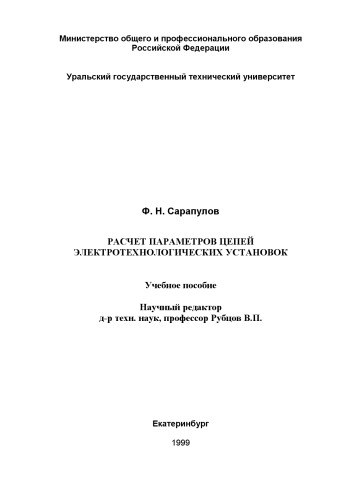 Министерство общего и профессионального образования
Российской Федерации
Уральский государственный технический университет
Ф. Н. Сарапулов
РАСЧЕТ ПАРАМЕТРОВ ЦЕПЕЙ
ЭЛЕКТРОТЕХНОЛОГИЧЕСКИХ УСТАНОВОК
Учебное пособие
Научный редактор
д-р техн. наук, профессор Рубцов В.П.
Екатеринбург
1999